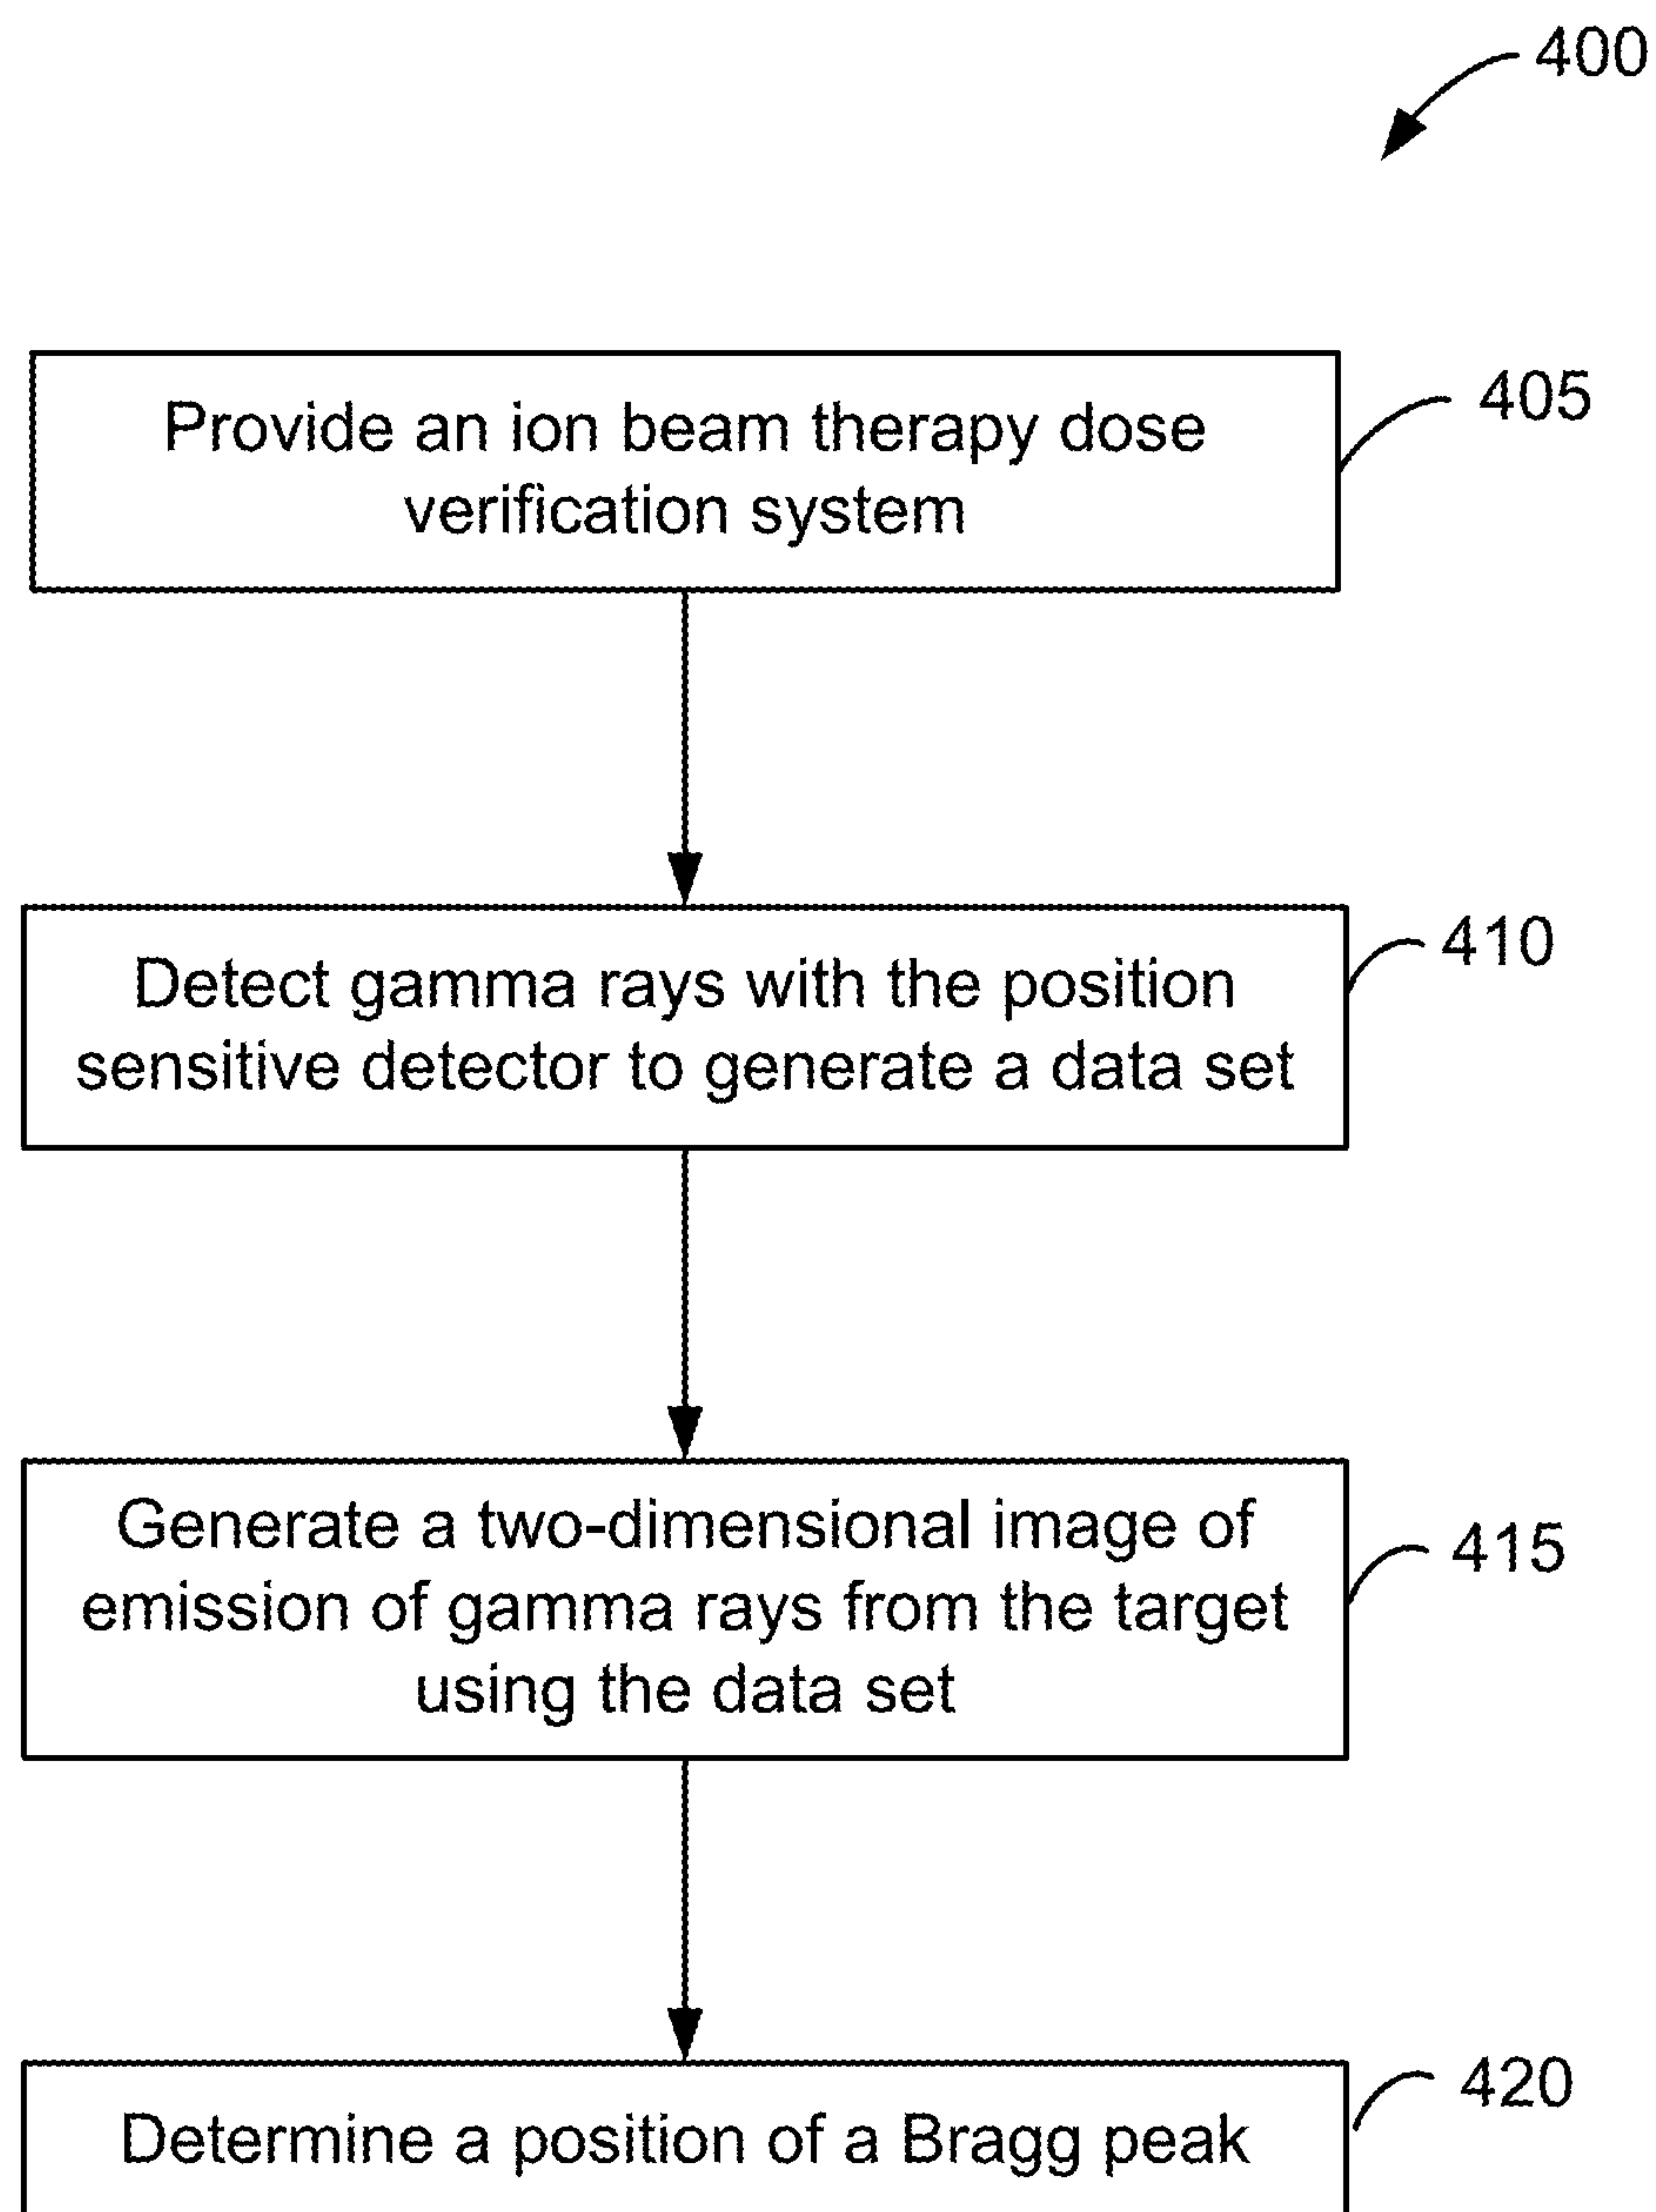 400
Provide an ion beam therapy dose
verification system
405
Detect gamma rays with the position
sensitive detector to generate a data set
410
Generate a two-dimensional image of
emission of gamma rays from the target
using the data set
415
Determine a position of a Bragg peak
420